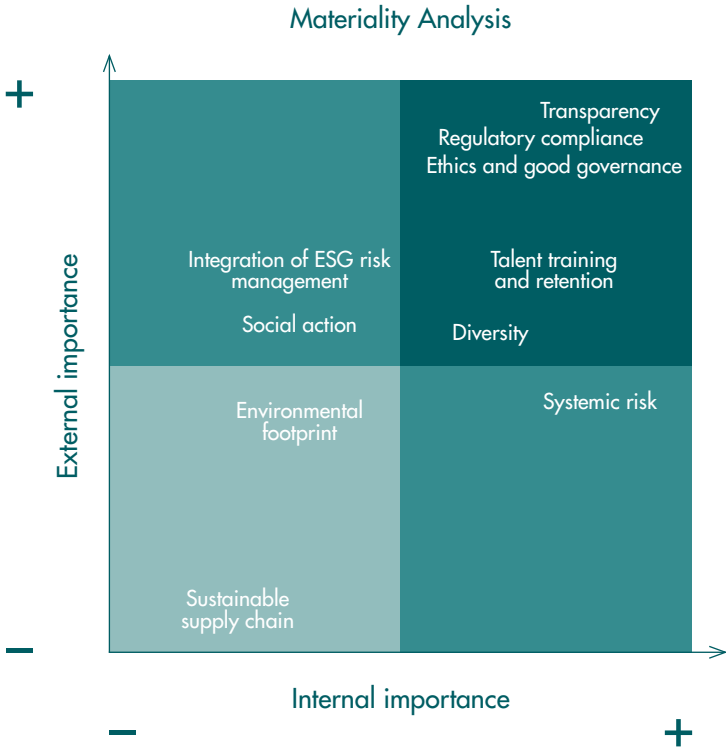 Materiality Analysis
+
Transparency
Regulatory compliance
Ethics and good governance
Integration of ESG risk
management
Talent training
and retention
Social action
Diversity
External importance
Environmental
footprint
Systemic risk
Sustainable
supply chain
−
Internal importance
− +